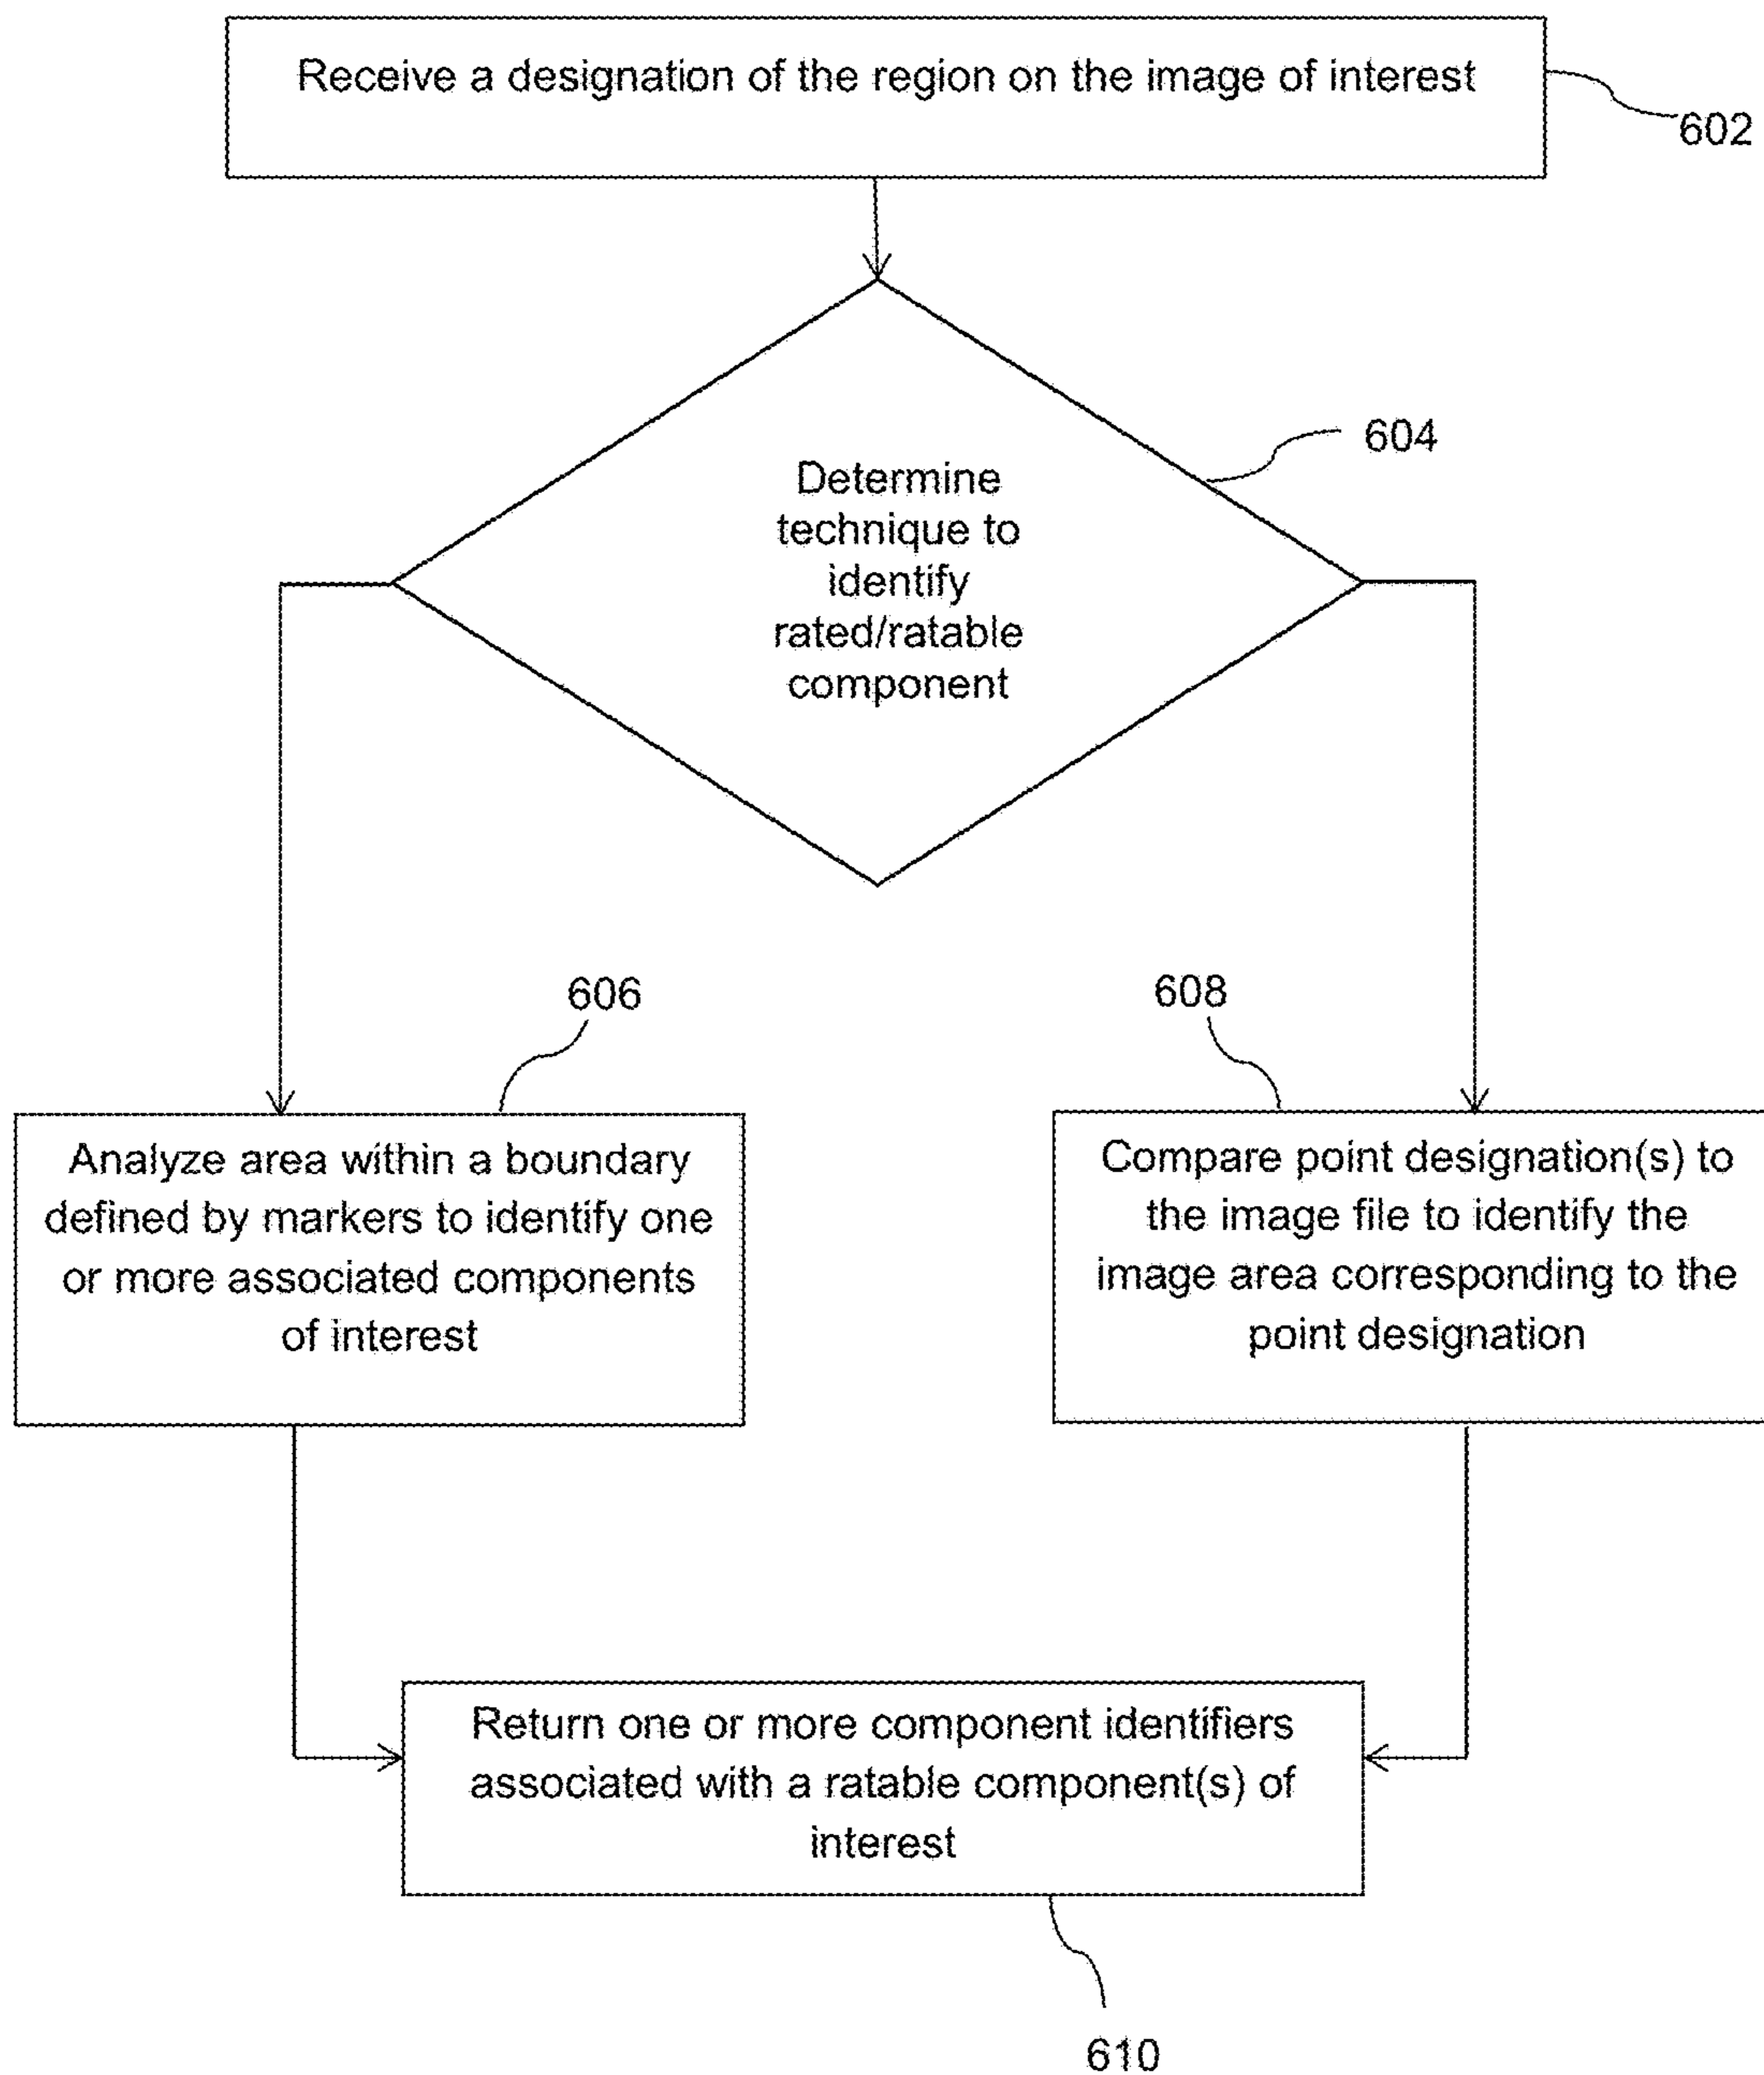 Receive a designation of the region on the image of interest
602
604
Determine
technique to
identify
rated/ratable
component
606
608
Analyze area within a boundary
defined by markers to identify one
or more associated components
of interest
Compare point designation(s) to
the image file to identify the
image area corresponding to the
point designation
Return one or more component identifiers
associated with a ratable component(s) of
interest
610